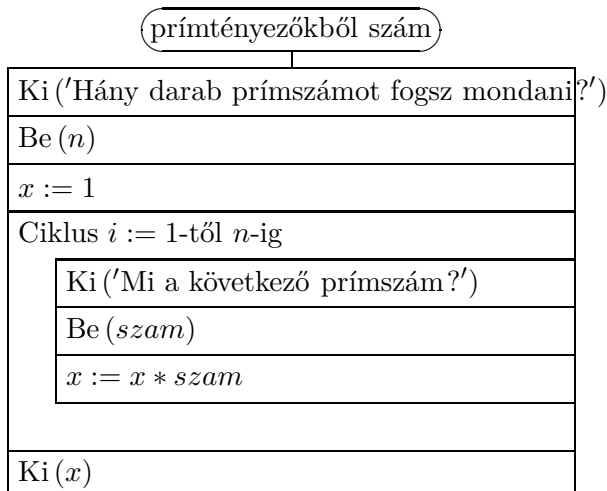 prímtényezőkből szám
Ki ('Hány darab prímszámot fogsz mondani?')
Be (n)
x := 1
Ciklus i := 1-től n-ig
Ki ('Mi a következő prímszám?')
Be (szam)
x := x * szam
Ki (x)